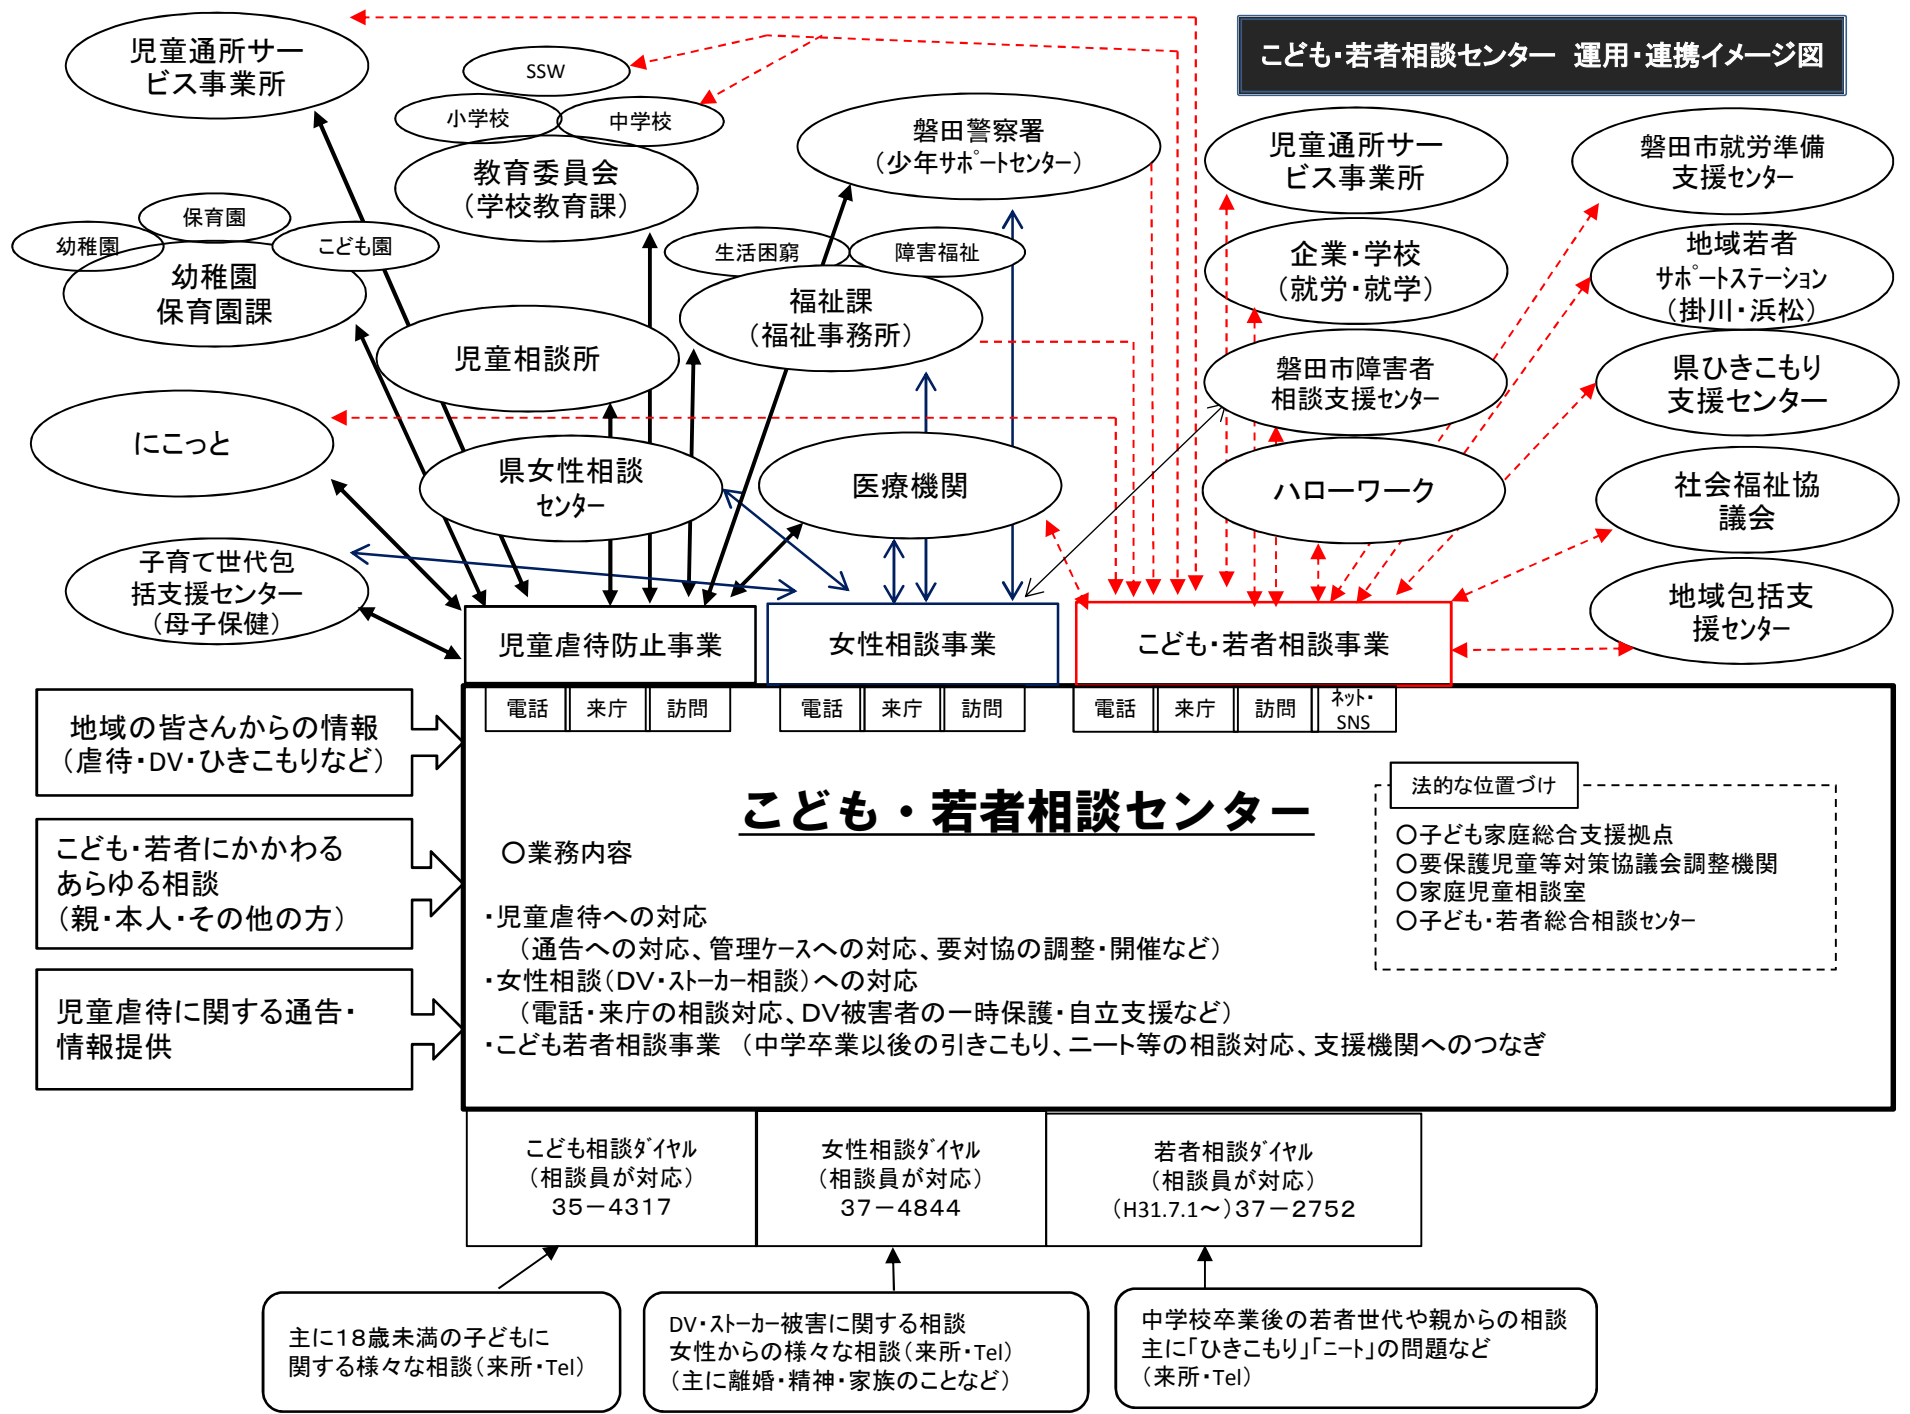 こども・若者相談センター　運用・連携イメージ図
児童通所サー
ビス事業所
SSW
小学校
中学校
教育委員会
（学校教育課）
磐田警察署
（少年ｻﾎﾟｰﾄｾﾝﾀｰ）
児童通所サー
ビス事業所
磐田市就労準備
支援ｾﾝﾀｰ
保育園
幼稚園
こども園
幼稚園
保育園課
生活困窮
障害福祉
福祉課
（福祉事務所）
企業・学校
（就労・就学）
地域若者
ｻﾎﾟｰﾄｽﾃｰｼｮﾝ
（掛川・浜松）
児童相談所
磐田市障害者
相談支援ｾﾝﾀｰ
県ひきこもり
支援センター
にこっと
県女性相談
ｾﾝﾀｰ
医療機関
ハローワーク
社会福祉協
議会
子育て世代包
括支援センター
（母子保健）
地域包括支
援ｾﾝﾀｰ
児童虐待防止事業
女性相談事業
こども・若者相談事業
電話
来庁
訪問
電話
来庁
訪問
電話
来庁
訪問
ﾈｯﾄ・
SNS
地域の皆さんからの情報
（虐待・DV・ひきこもりなど）
こども・若者にかかわる
あらゆる相談
（親・本人・その他の方）
児童虐待に関する通告・
情報提供
こども・若者相談センター
〇業務内容
・児童虐待への対応
（通告への対応、管理ｹｰｽへの対応、要対協の調整・開催など）
・女性相談（ＤＶ・ｽﾄｰｶｰ相談）への対応
（電話・来庁の相談対応、ＤＶ被害者の一時保護・自立支援など）
・こども若者相談事業　（中学卒業以後の引きこもり、ニート等の相談対応、支援機関へのつなぎ
法的な位置づけ
〇子ども家庭総合支援拠点
〇要保護児童等対策協議会調整機関
〇家庭児童相談室
〇子ども・若者総合相談ｾﾝﾀｰ
こども相談ﾀﾞｲﾔﾙ
（相談員が対応）
３５－４３１７
女性相談ﾀﾞｲﾔﾙ
（相談員が対応）
３７－４８４４
若者相談ﾀﾞｲﾔﾙ
（相談員が対応）
（H31.7.1～）３７－２７５２
主に１８歳未満の子どもに
関する様々な相談（来所・Tel）
DV・ｽﾄｰｶｰ被害に関する相談
女性からの様々な相談（来所・Tel）
（主に離婚・精神・家族のことなど）
中学校卒業後の若者世代や親からの相談
主に「ひきこもり」「ﾆｰﾄ」の問題など
（来所・Tel）